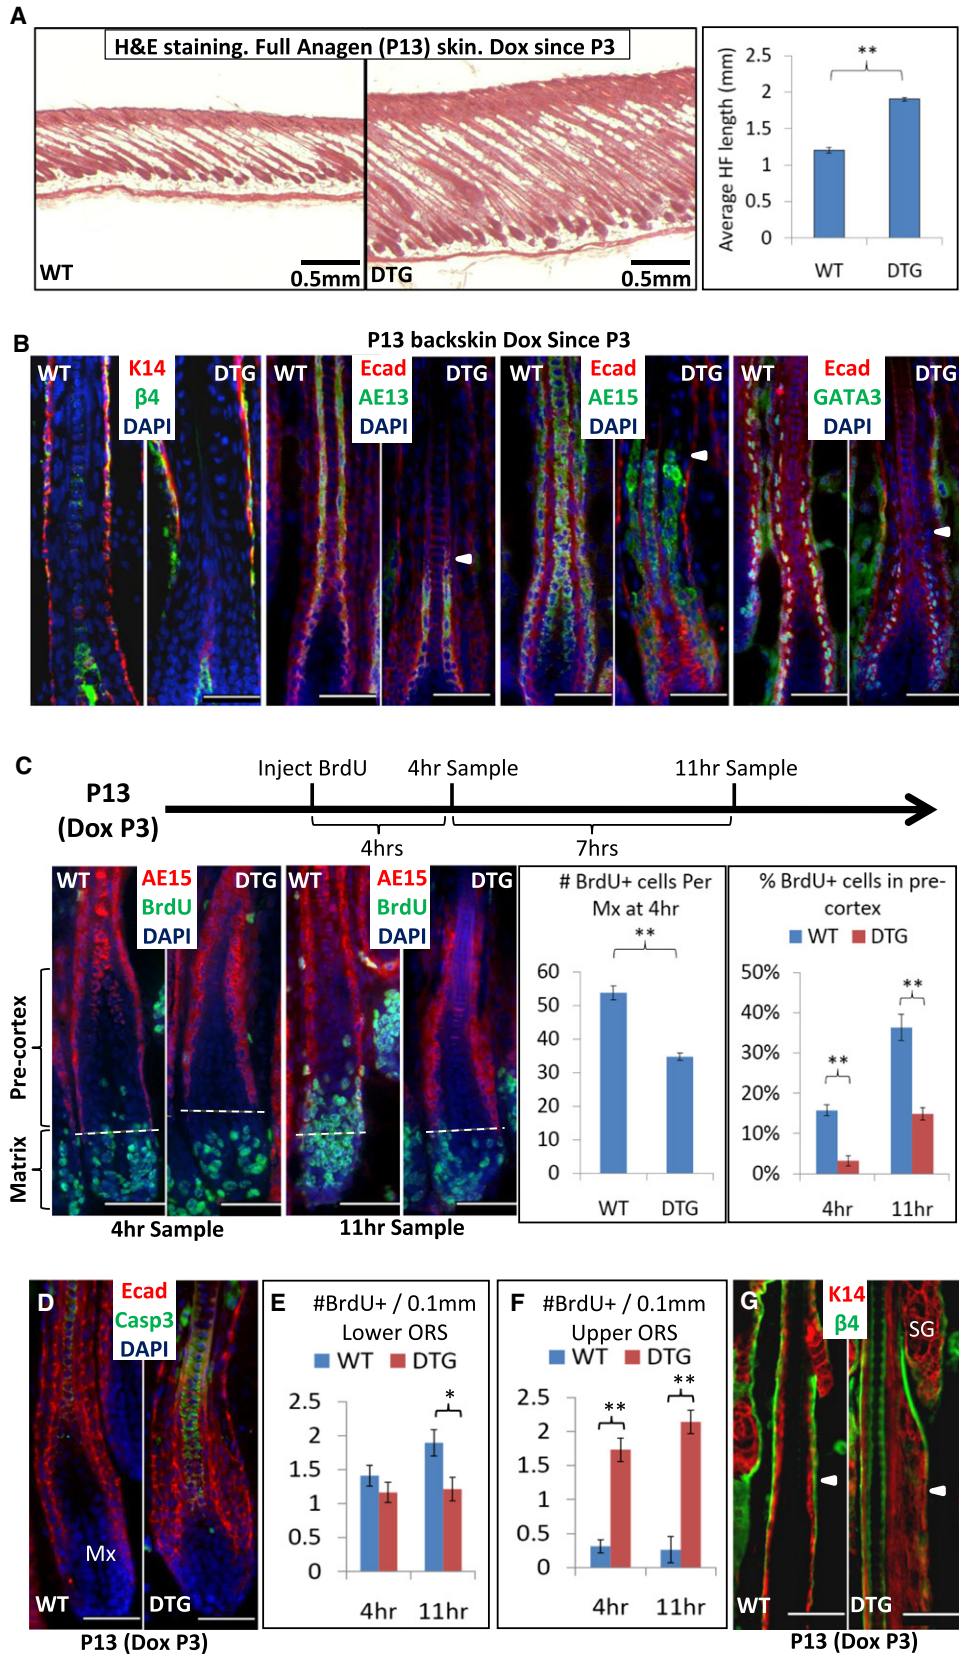 A
H&E staining. Full Anagen (P13) skin. Dox since P3
WT
0.5mm
DTG
0.5mm
Average HF length (mm)
2.5
2
1.5
1
0.5
0
**
WT DTG
B
P13 backskin Dox Since P3
WT K14 DTG
β4
DAPI
WT Ecad DTG
AE13
DAPI
WT Ecad DTG
AE15
DAPI
WT Ecad DTG
GATA3
DAPI
C
Inject BrdU 4hr Sample 11hr Sample
P13
(Dox P3)
4hrs 7hrs
WT AE15 DTG
BrdU
DAPI
WT AE15 DTG
BrdU
DAPI
Pre-cortex
Matrix
4hr Sample
11hr Sample
# BrdU+ cells Per
Mx at 4hr
**
60
50
40
30
20
10
0
WT DTG
% BrdU+ cells in pre-
cortex
WT DTG
50%
40%
30%
20%
10%
0%
**
**
4hr 11hr
D
Ecad
Casp3
DAPI
Mx
WT DTG
P13 (Dox P3)
E
#BrdU+ / 0.1mm
Lower ORS
WT DTG
2.5
2
1.5
1
0.5
0
*
4hr 11hr
F
#BrdU+ / 0.1mm
Upper ORS
WT DTG
2.5
2
1.5
1
0.5
0
**
**
4hr 11hr
G
K14
β4
SG
WT DTG
P13 (Dox P3)